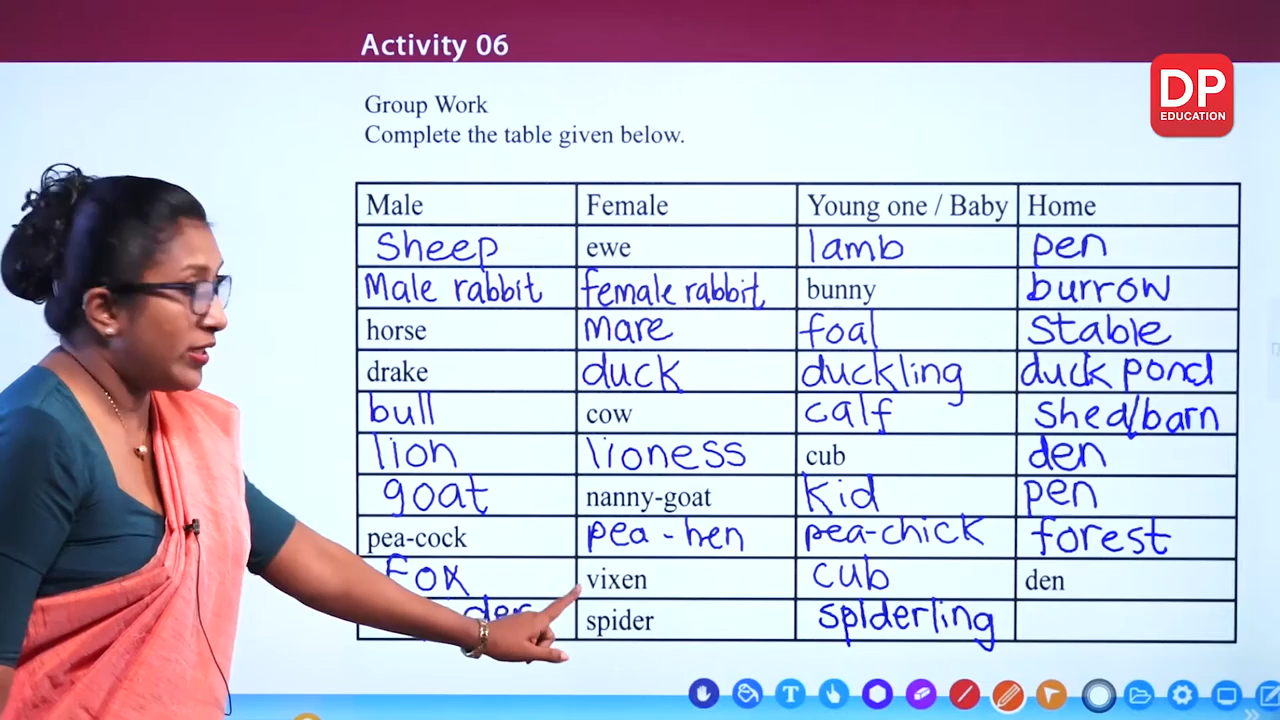 Activity 06
DP
EDUCATION
Group Work
Complete the table given below.
Male Female Young one / Baby Home
Sheep ewe lamb pen
Male rabbit female rabbit bunny burrow
horse mare foal Stable
drake duck duckling duck pond
bull cow calf shed/barn
lion lioness cub den
goat nanny-goat kid pen
pea-cock pea-hen pea-chick forest
Fox vixen cub den
spider spiderling